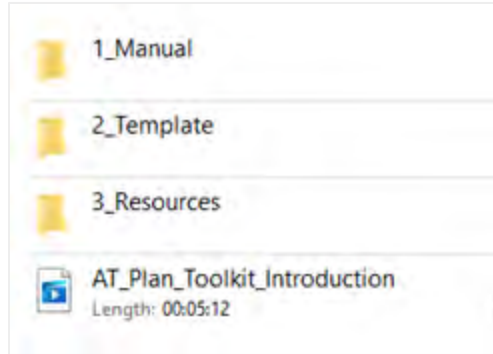 1_Manual
2_Template
3_Resources
AT_Plan_Toolkit_Introduction
Length: 00:05:12